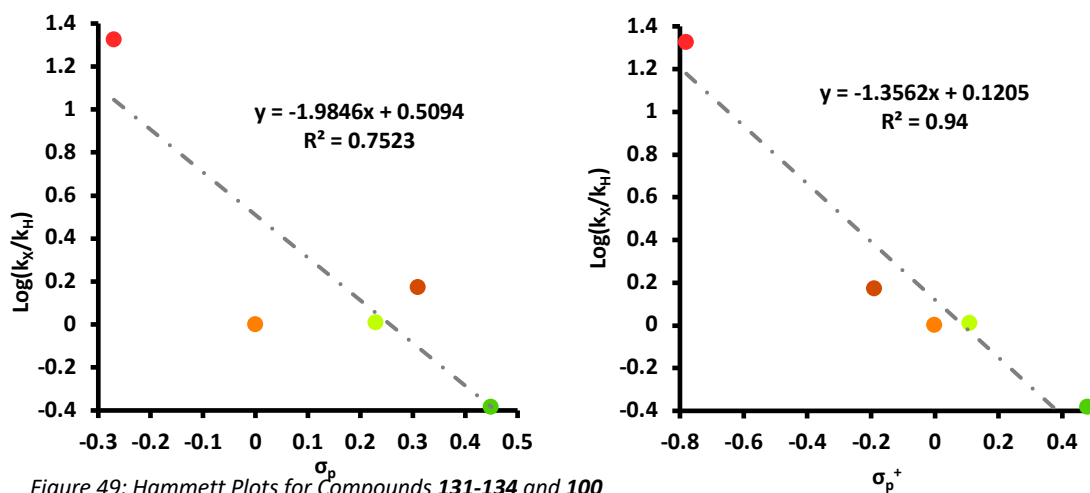 1.4
1.2
1
0.8
0.6
0.4
0.2
0
-0.2
-0.4
Log(kX/kH)
y = -1.9846x + 0.5094
R² = 0.7523
-0.3 -0.2 -0.1 0 0.1 0.2 0.3 0.4 0.5
σp
1.4
1.2
1
0.8
0.6
0.4
0.2
0
-0.2
-0.4
Log(kX/kH)
y = -1.3562x + 0.1205
R² = 0.94
-0.8 -0.6 -0.4 -0.2 0 0.2 0.4
σp+
Figure 49: Hammett Plots for Compounds 131-134 and 100